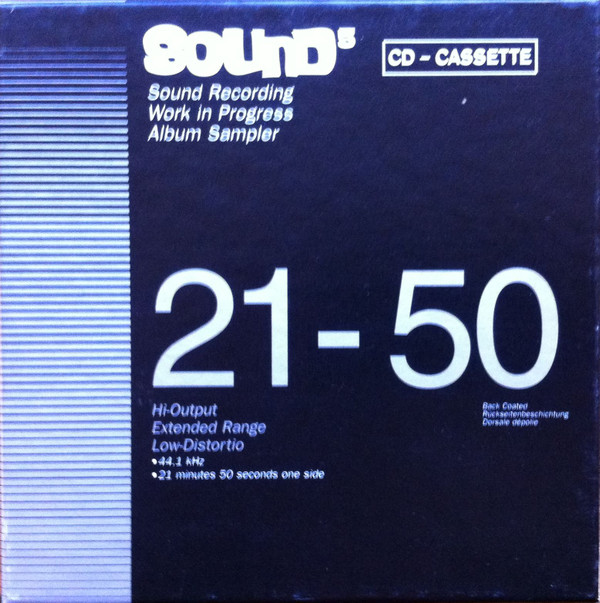 SOUND5
CD - CASSETTE
Sound Recording
Work in Progress
Album Sampler
21-50
Hi-Output
Extended Range
Low-Distortio
•44.1 kHz
•21 minutes 50 seconds one side
Back Coated
Rückseitenbeschichtung
Dorsale dépolie